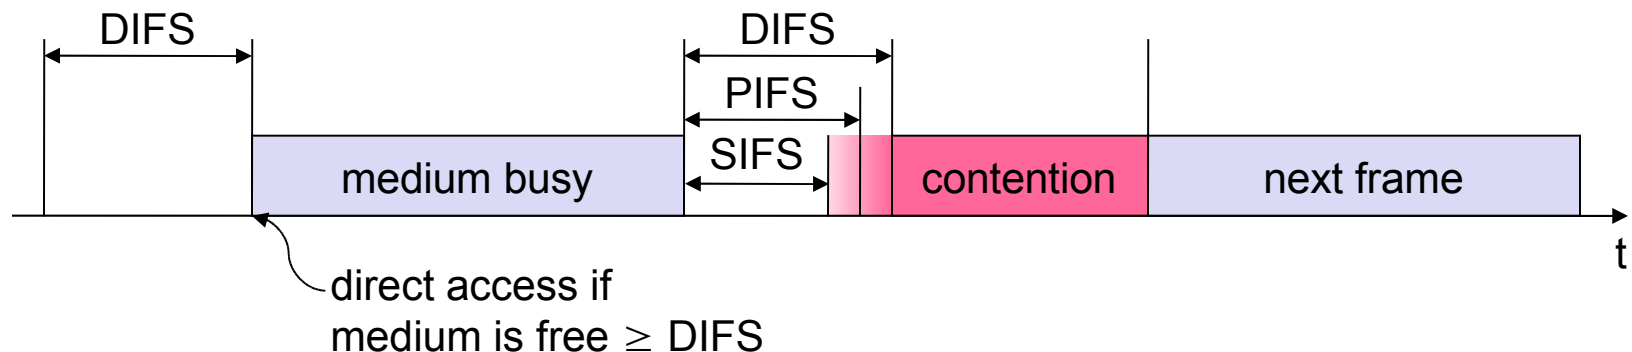 DIFS
DIFS
PIFS
SIFS
medium busy
contention
next frame
t
direct access if
medium is free ≥ DIFS